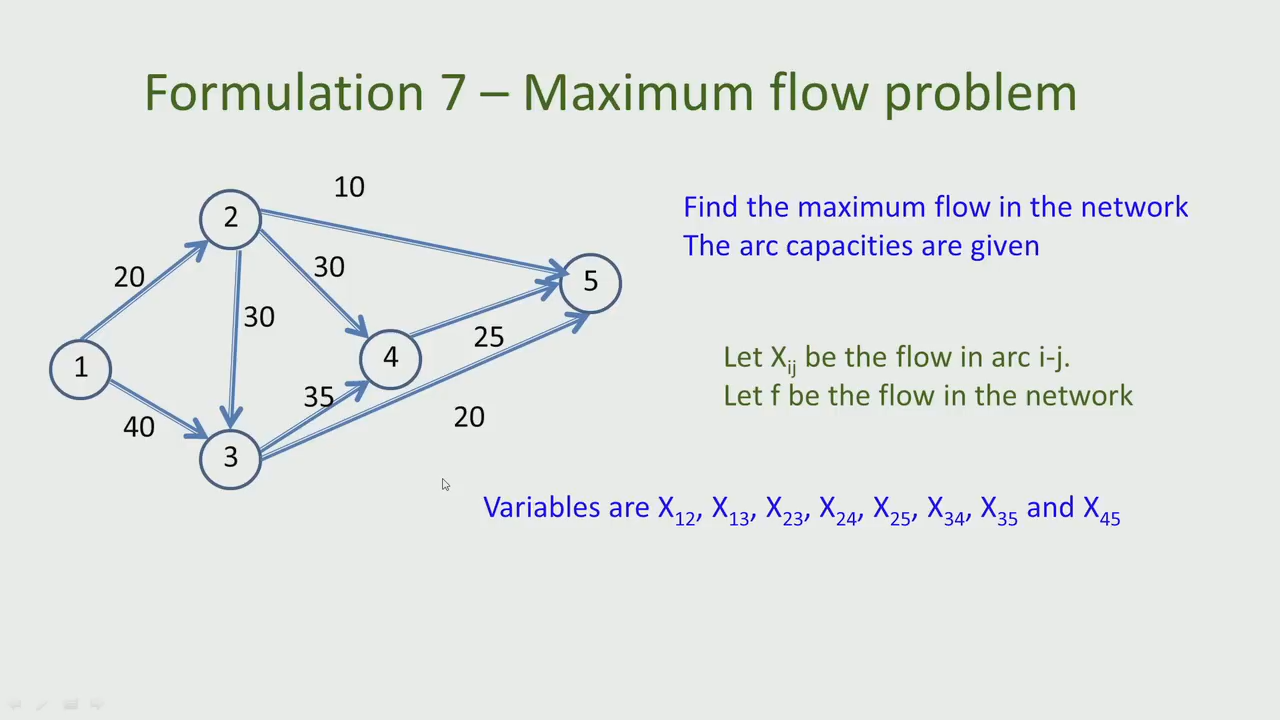 Formulation 7 – Maximum flow problem
10
2
Find the maximum flow in the network
The arc capacities are given
20
30
5
30
25
1
4
Let Xij be the flow in arc i-j.
Let f be the flow in the network
35
40
20
3
Variables are X12, X13, X23, X24, X25, X34, X35 and X45